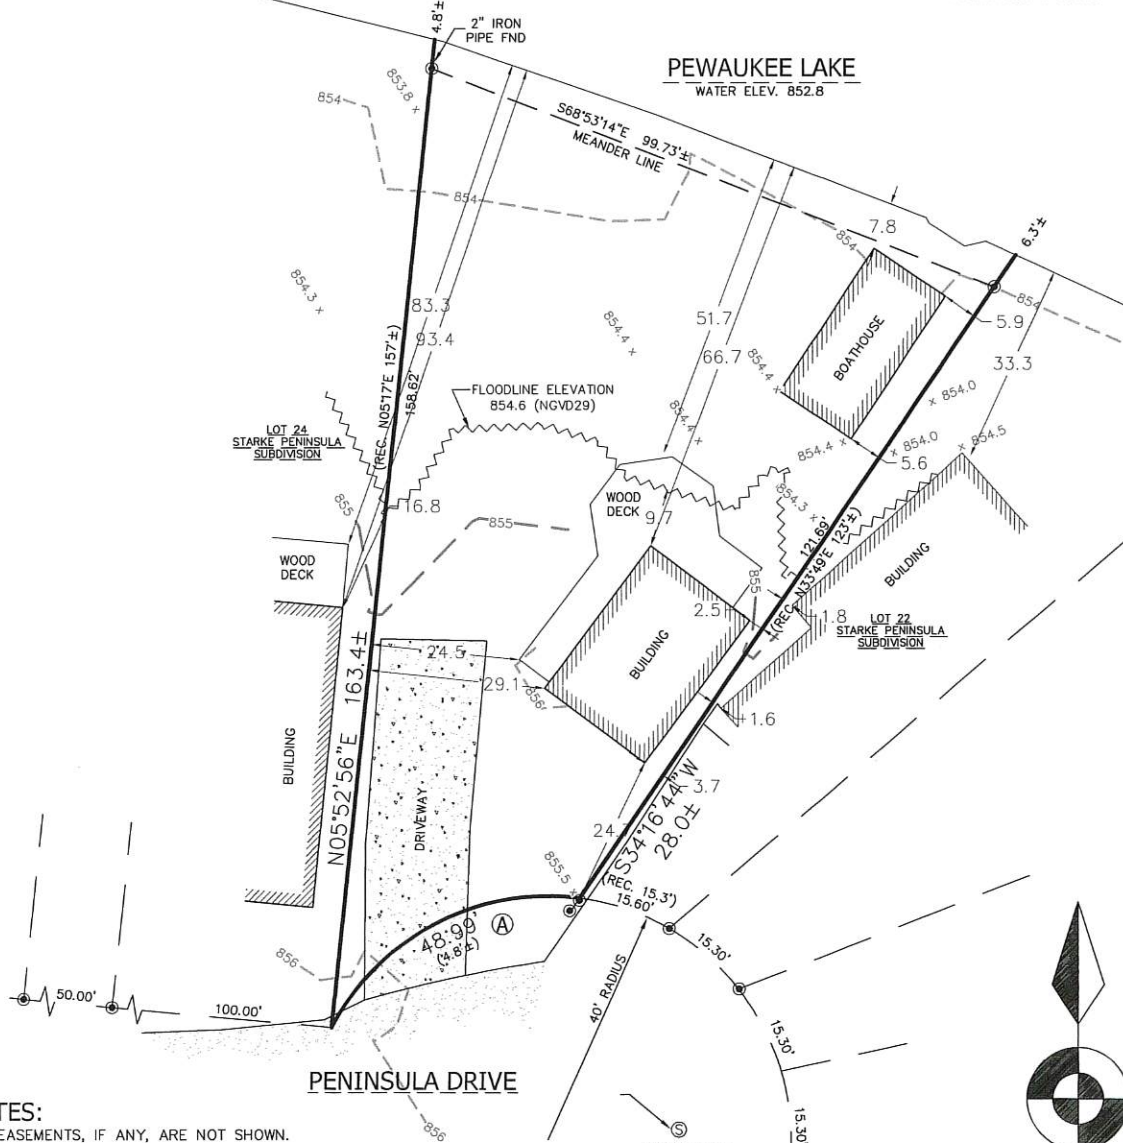 4.8'±
2" IRON
PIPE FND
PEWAUKEE LAKE
WATER ELEV. 852.8
853.8 ×
854
S68°53'14"E 99.73'±
MEANDER LINE
854
7.8
6.3'±
854
854
854.3 ×
83.3
93.4
51.7
66.7
854.4 ×
BOATHOUSE
5.9
33.3
(REC. N05°17'E 157'±)
158.62'
854.4 ×
× 854.0
FLOODLINE ELEVATION
854.6 (NGVD29)
854.4 ×
854.4 ×
× 854.0
× 854.5
5.6
LOT 24
STARKE PENINSULA
SUBDIVISION
16.8
855
855
WOOD
DECK
9.7
854.3 ×
121.69'
(REC. N33°49'E 123'±)
BUILDING
WOOD
DECK
855
2.5
1.8
LOT 22
STARKE PENINSULA
SUBDIVISION
24.5
BUILDING
29.1
856
1.6
N05°52'56"E 163.4±
BUILDING
DRIVEWAY
3.7
S34°16'44"W
28.0±
855.5 ×
(REC. 15.3')
15.60'
48.99'
A
856
15.30'
40' RADIUS
50.00'
100.00'
15.30'
PENINSULA DRIVE
856
S
15.30'
TES:
EASEMENTS, IF ANY, ARE NOT SHOWN.